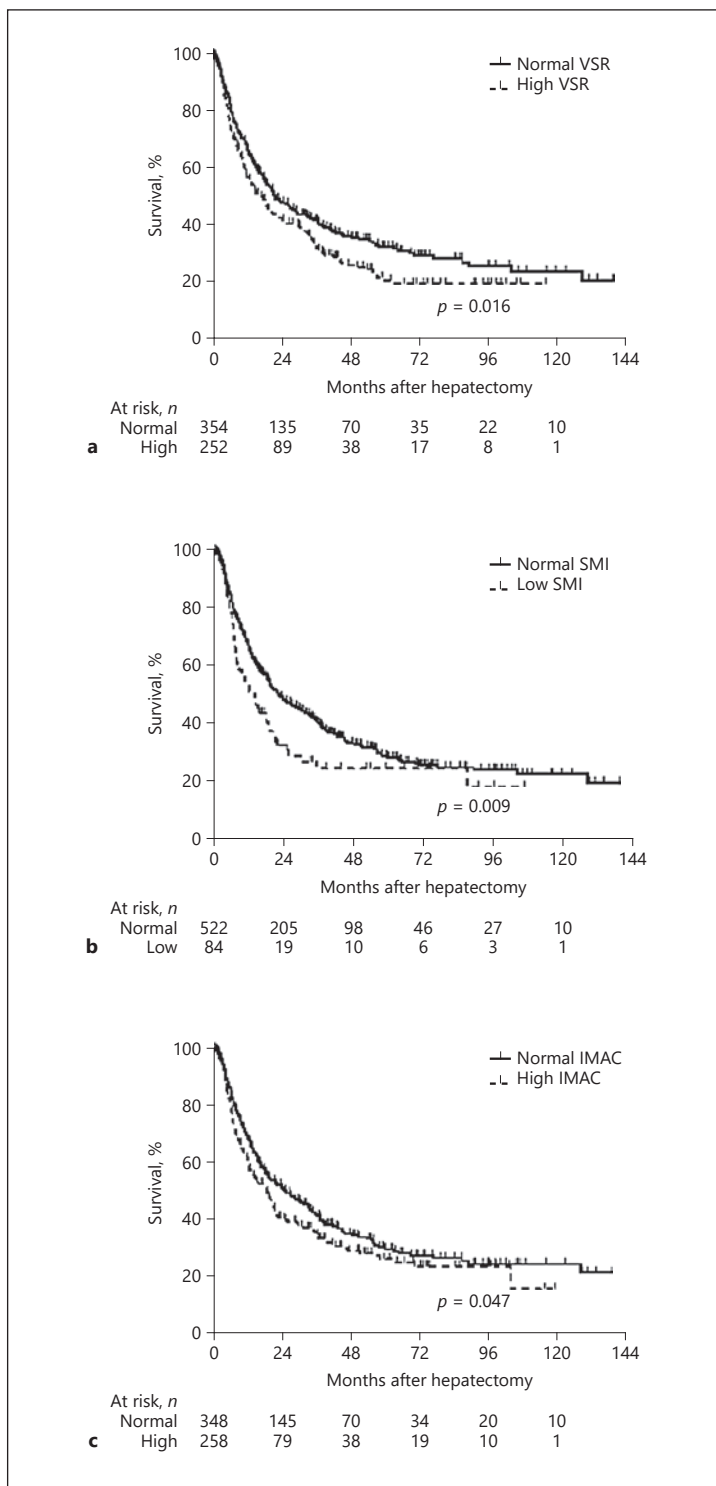 100
80
60
40
20
0
Survival, %
Normal VSR
High VSR
p = 0.016
0 24 48 72 96 120 144
Months after hepatectomy
At risk, n
Normal 354 135 70 35 22 10
a High 252 89 38 17 8 1
100
80
60
40
20
0
Survival, %
Normal SMI
Low SMI
p = 0.009
0 24 48 72 96 120 144
Months after hepatectomy
At risk, n
Normal 522 205 98 46 27 10
b Low 84 19 10 6 3 1
100
80
60
40
20
0
Survival, %
Normal IMAC
High IMAC
p = 0.047
0 24 48 72 96 120 144
Months after hepatectomy
At risk, n
Normal 348 145 70 34 20 10
c High 258 79 38 19 10 1